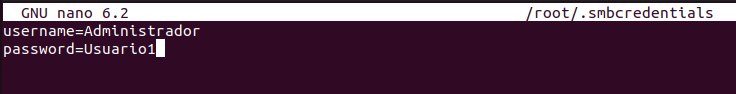 GNU nano 6.2 /root/.smbcredentials
username=Administrador
password=Usuario1